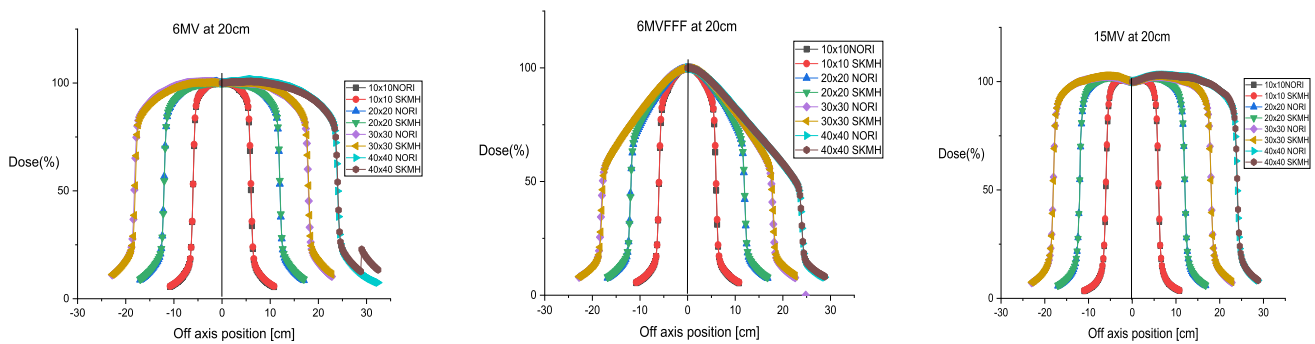 6MV at 20cm
Dose(%)
100
50
0
-30 -20 -10 0 10 20 30
Off axis position [cm]
10x10NORI
10x10 SKMH
20x20 NORI
20x20 SKMH
30x30 NORI
30x30 SKMH
40x40 NORI
40x40 SKMH
6MVFFF at 20cm
Dose(%)
100
50
0
-30 -20 -10 0 10 20 30
Off axis position [cm]
10x10NORI
10x10 SKMH
20x20 NORI
20x20 SKMH
30x30 NORI
30x30 SKMH
40x40 NORI
40x40 SKMH
15MV at 20cm
Dose(%)
100
50
0
-30 -20 -10 0 10 20 30
Off axis position [cm]
10x10NORI
10x10 SKMH
20x20 NORI
20x20 SKMH
30x30 NORI
30x30 SKMH
40x40 NORI
40x40 SKMH